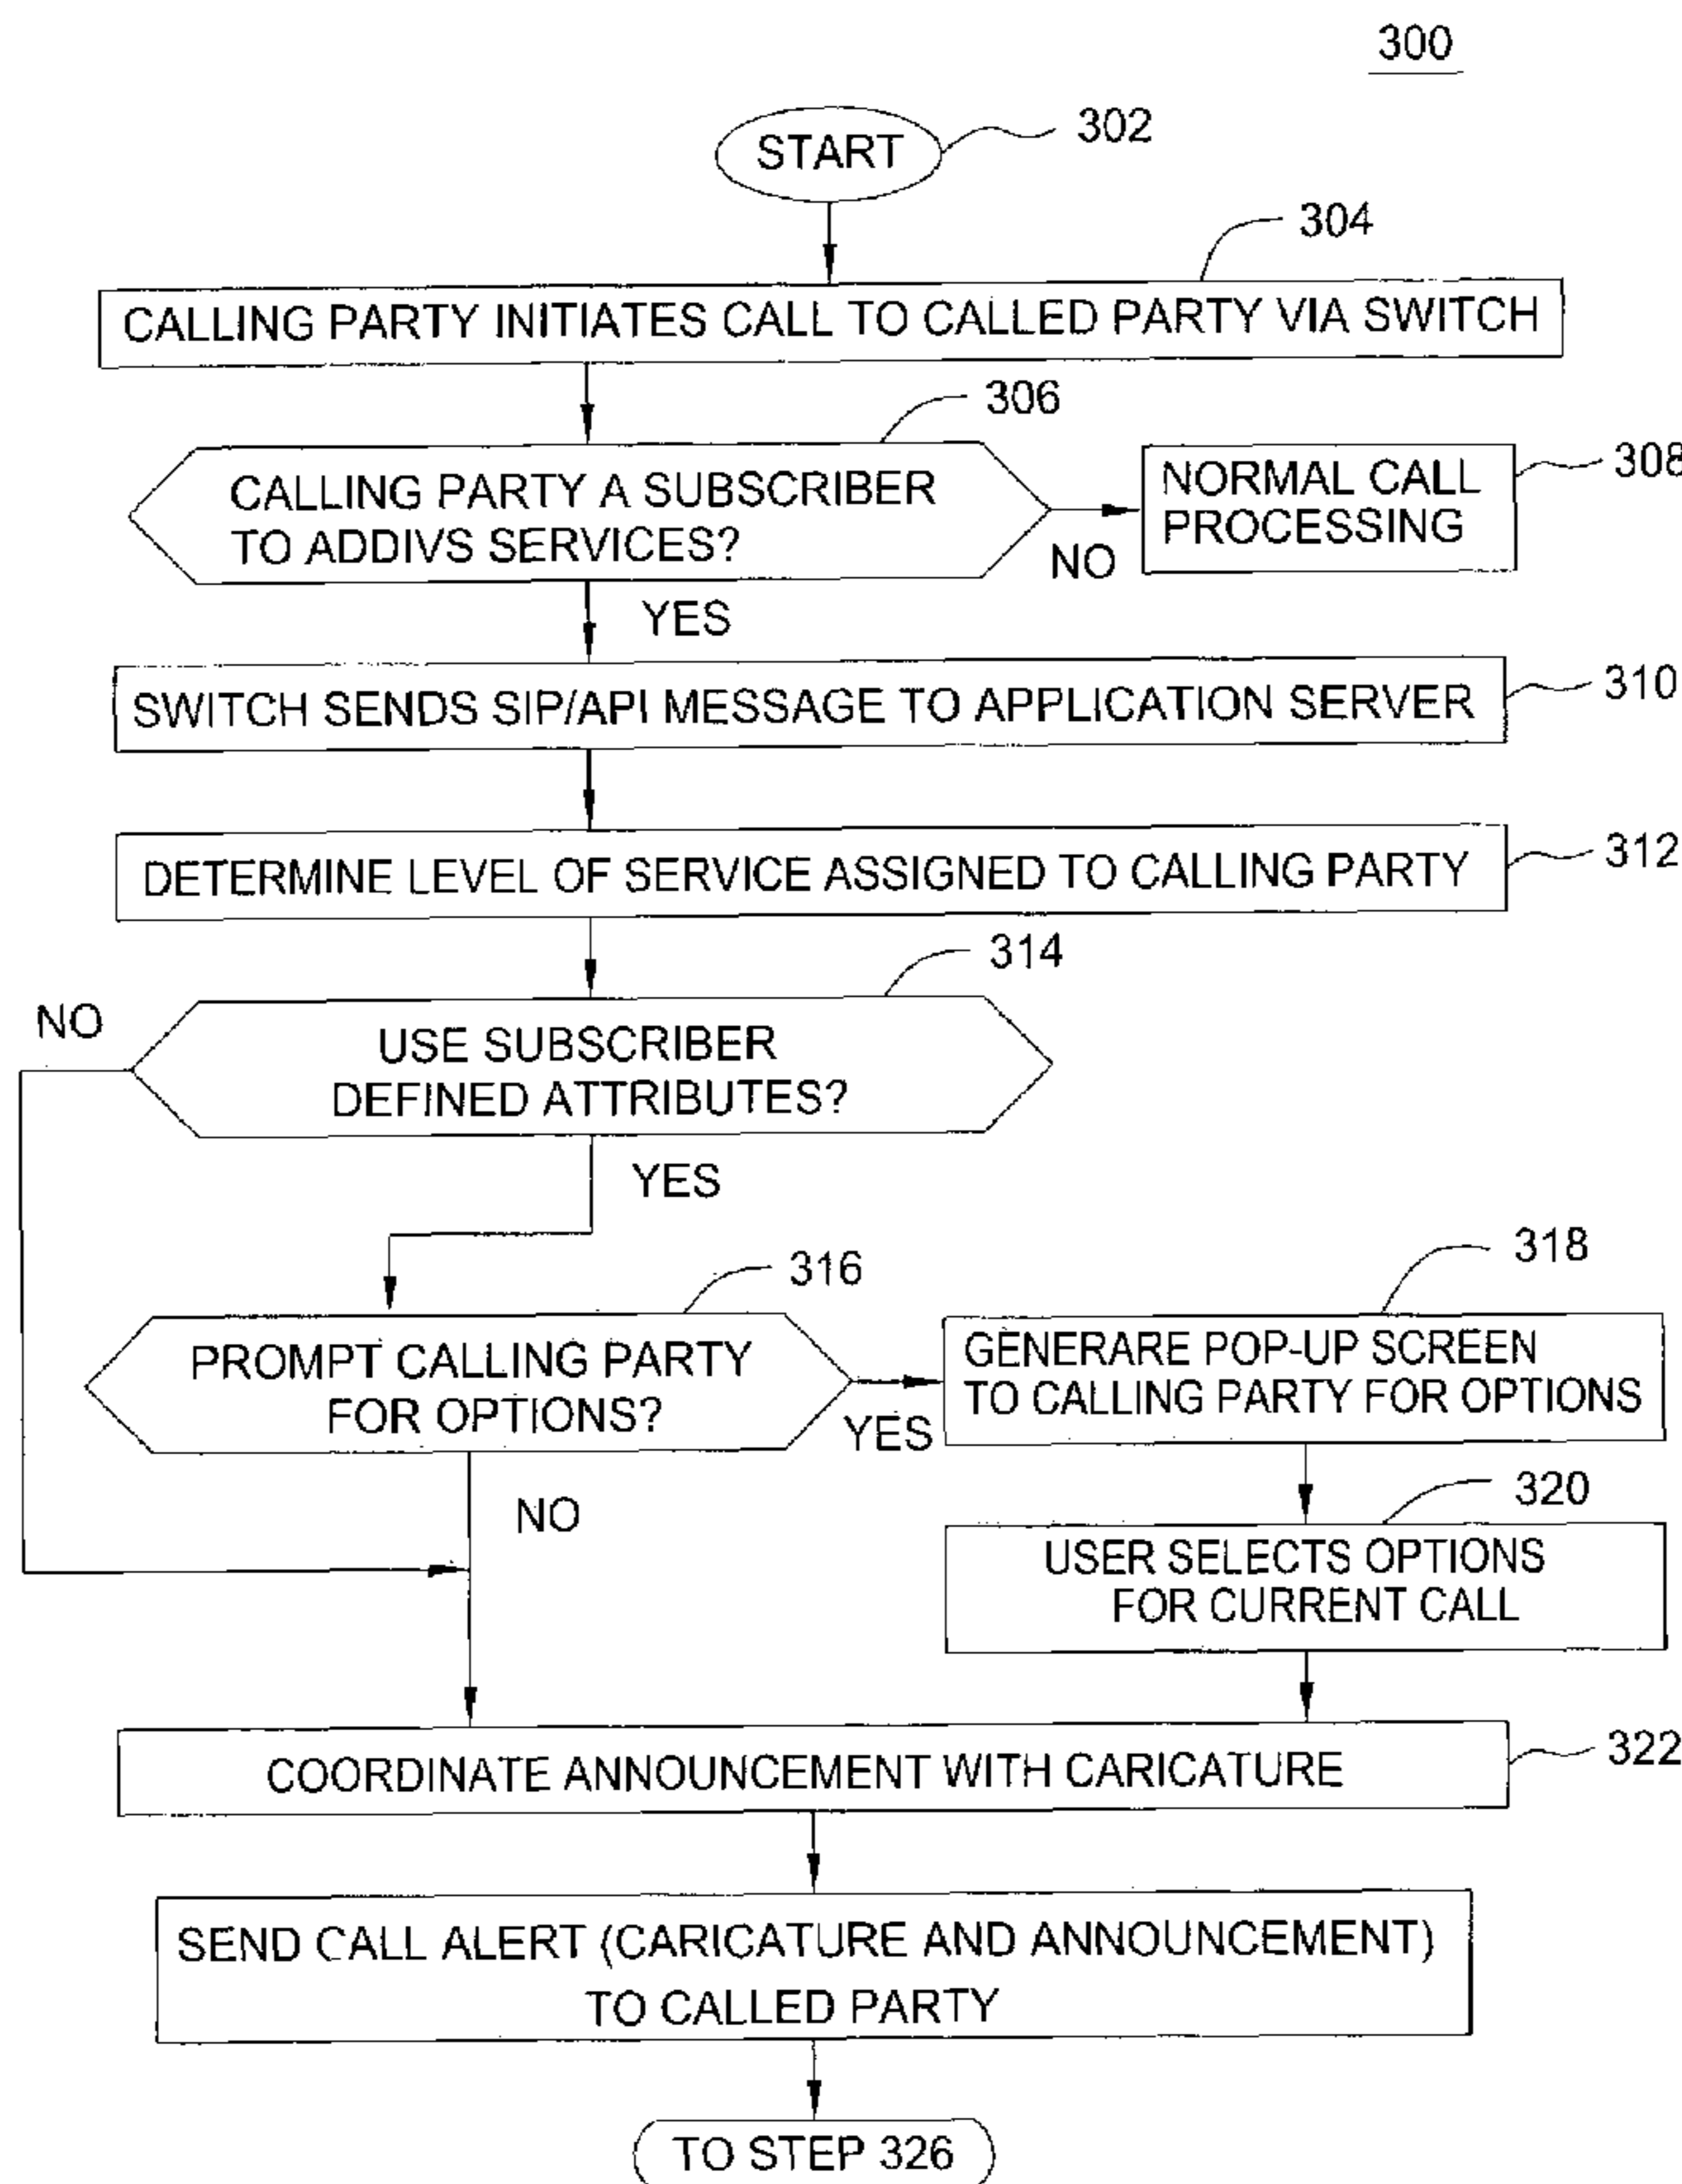 300
START
302
304
CALLING PARTY INITIATES CALL TO CALLED PARTY VIA SWITCH
306
CALLING PARTY A SUBSCRIBER
TO ADDIVS SERVICES?
NORMAL CALL
PROCESSING
308
NO
YES
SWITCH SENDS SIP/API MESSAGE TO APPLICATION SERVER
310
DETERMINE LEVEL OF SERVICE ASSIGNED TO CALLING PARTY
312
314
NO
USE SUBSCRIBER
DEFINED ATTRIBUTES?
YES
316
318
PROMPT CALLING PARTY
FOR OPTIONS?
YES
GENERARE POP-UP SCREEN
TO CALLING PARTY FOR OPTIONS
NO
320
USER SELECTS OPTIONS
FOR CURRENT CALL
COORDINATE ANNOUNCEMENT WITH CARICATURE
322
SEND CALL ALERT (CARICATURE AND ANNOUNCEMENT)
TO CALLED PARTY
TO STEP 326